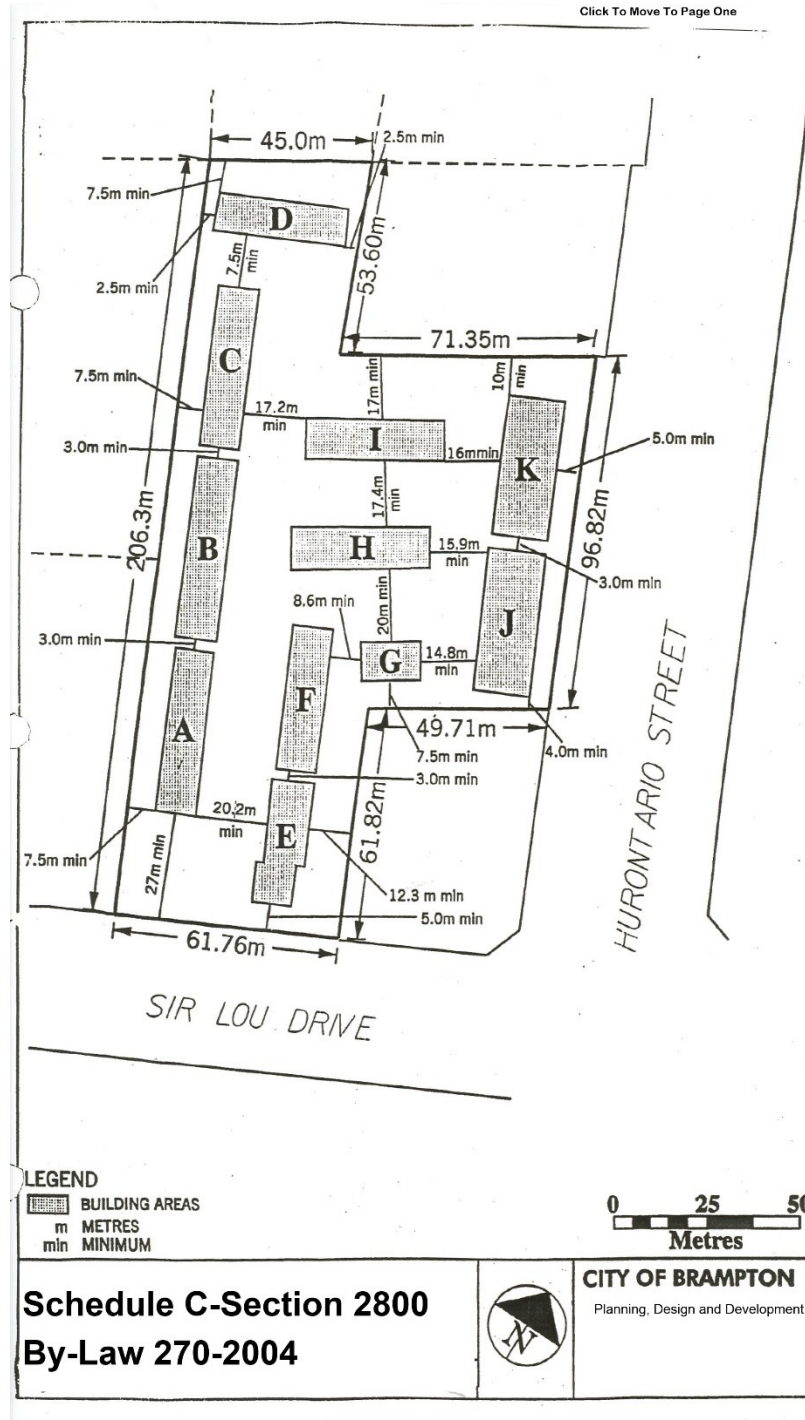 Click To Move To Page One
45.0m
2.5m min
7.5m min
D
2.5m min
7.5m
min
53.60m
71.35m
C
17m min
10m
min
7.5m min
17.2m
min
I
16mmin
5.0m min
3.0m min
K
206.3m
17.4m
min
96.82m
B
H
15.9m
min
3.0m min
8.6m min
20m min
3.0m min
G
14.8m
min
J
F
A
49.71m
7.5m min
4.0m min
3.0m min
20.2m
min
E
61.82m
7.5m min
27m min
12.3 m min
5.0m min
61.76m
HURONTARIO STREET
SIR LOU DRIVE
LEGEND
BUILDING AREAS
m METRES
min MINIMUM
0 25 50
Metres
Schedule C-Section 2800
By-Law 270-2004
N
CITY OF BRAMPTON
Planning, Design and Development